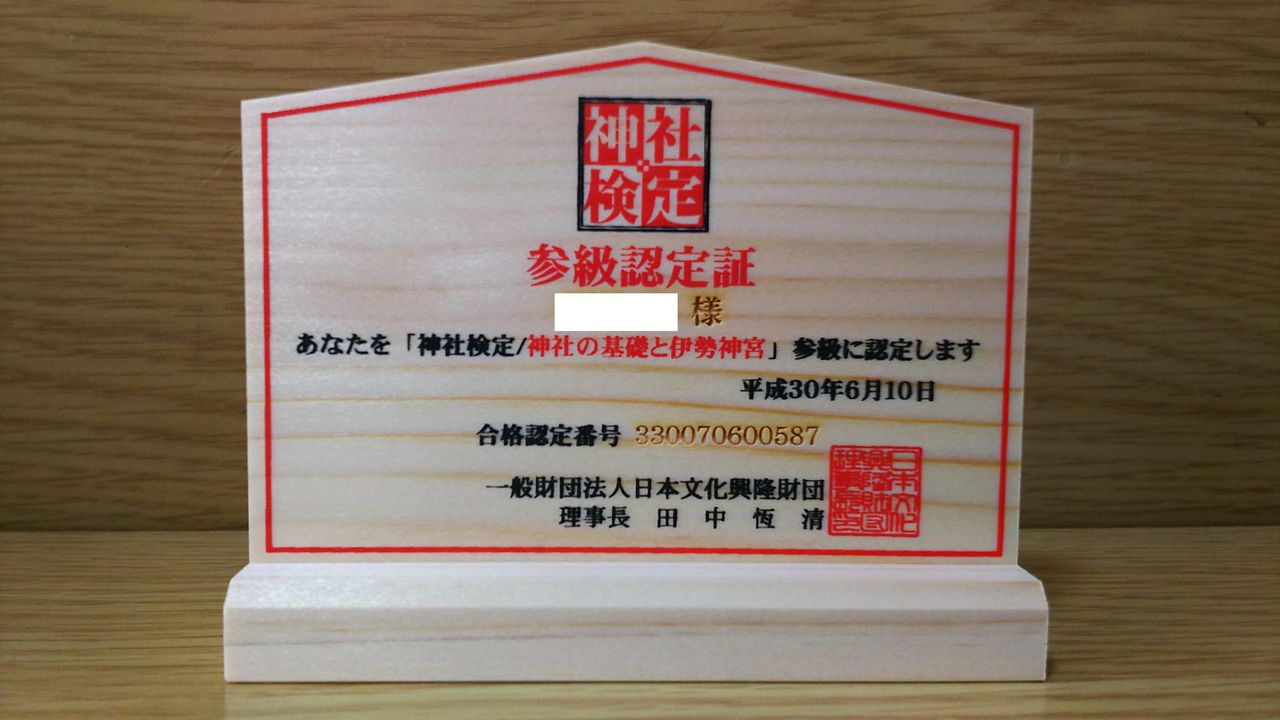 神社
検定
参級認定証
様
あなたを「神社検定/神社の基礎と伊勢神宮」参級に認定します
平成30年6月10日
合格認定番号 330070600587
一般財団法人日本文化興隆財団
理事長 田中恆清